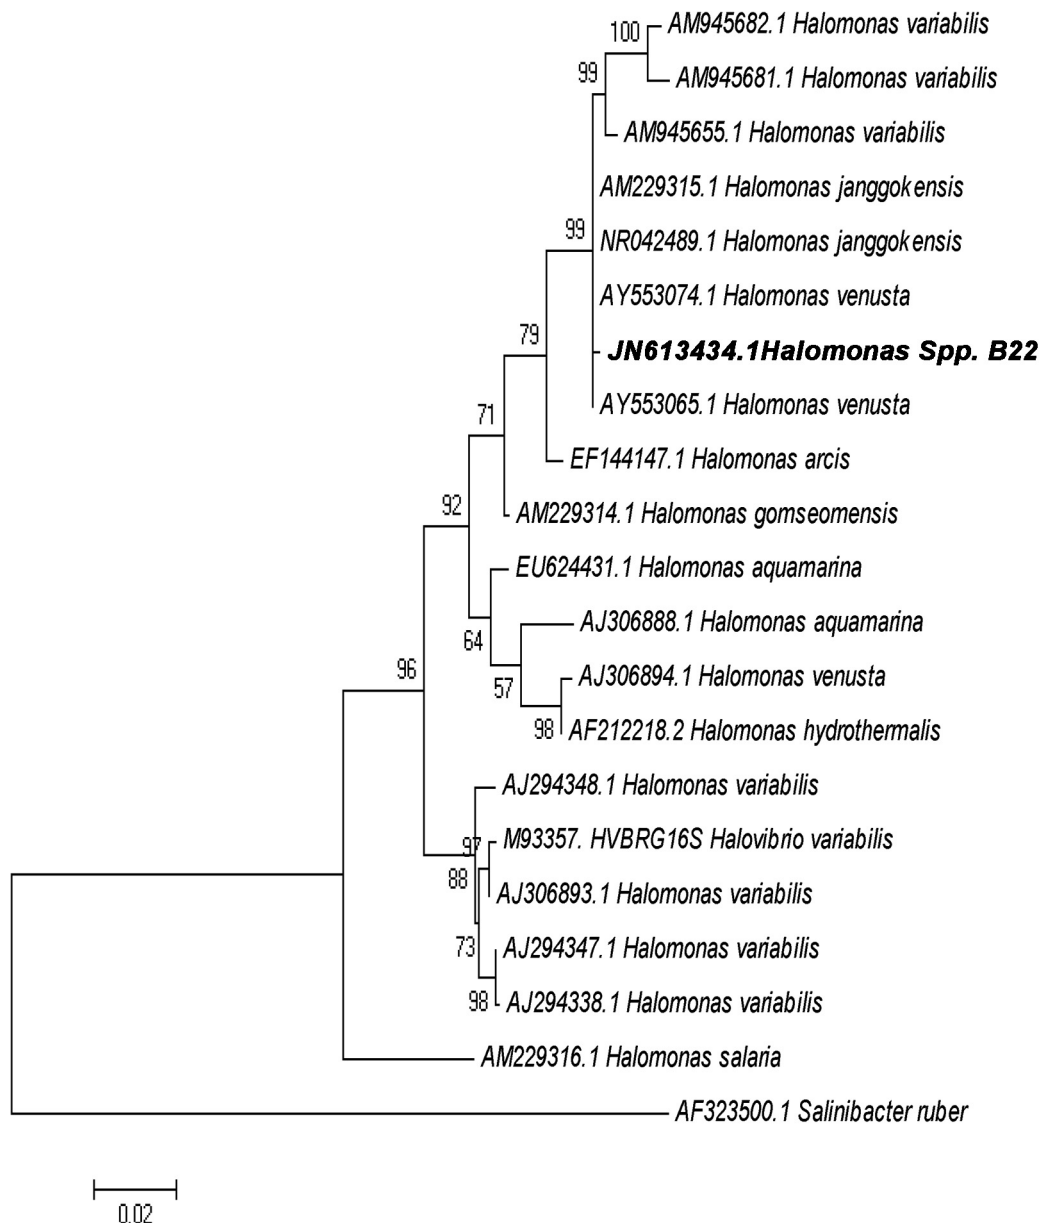 100
AM945682.1 Halomonas variabilis
99
AM945681.1 Halomonas variabilis
AM945655.1 Halomonas variabilis
AM229315.1 Halomonas janggokensis
99
NR042489.1 Halomonas janggokensis
AY553074.1 Halomonas venusta
79
JN613434.1Halomonas Spp. B22
AY553065.1 Halomonas venusta
71
EF144147.1 Halomonas arcis
92
AM229314.1 Halomonas gomseomensis
EU624431.1 Halomonas aquamarina
AJ306888.1 Halomonas aquamarina
64
96
AJ306894.1 Halomonas venusta
57
98
AF212218.2 Halomonas hydrothermalis
AJ294348.1 Halomonas variabilis
97
M93357. HVBRG16S Halovibrio variabilis
88
AJ306893.1 Halomonas variabilis
73
AJ294347.1 Halomonas variabilis
98
AJ294338.1 Halomonas variabilis
AM229316.1 Halomonas salaria
AF323500.1 Salinibacter ruber
0.02